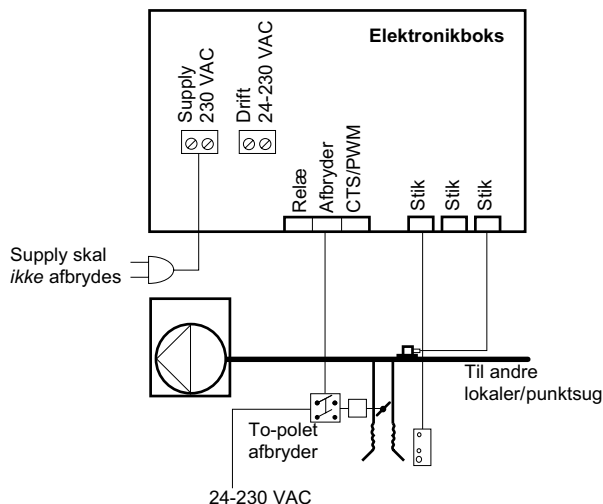 Elektronikboks
Supply
230 VAC
Drift
24-230 VAC
Relæ
Afbryder
CTS/PWM
Stik
Stik
Stik
Supply skal
ikke afbrydes
Til andre
lokaler/punktsug
To-polet
afbryder
24-230 VAC